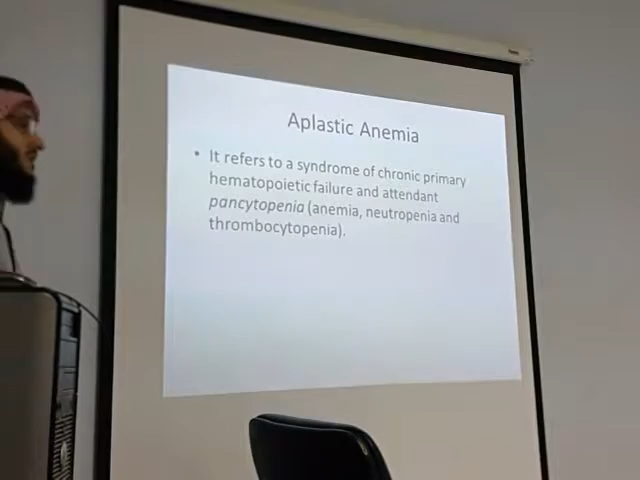 Aplastic Anemia
• It refers to a syndrome of chronic primary
hematopoietic failure and attendant
pancytopenia (anemia, neutropenia and
thrombocytopenia).